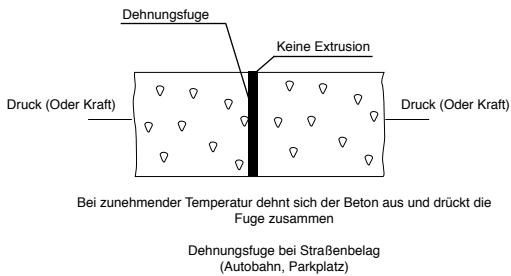 Dehnungsfuge
Keine Extrusion
Druck (Oder Kraft)
Druck (Oder Kraft)
Bei zunehmender Temperatur dehnt sich der Beton aus und drückt die
Fuge zusammen
Dehnungsfuge bei Straßenbelag
(Autobahn, Parkplatz)